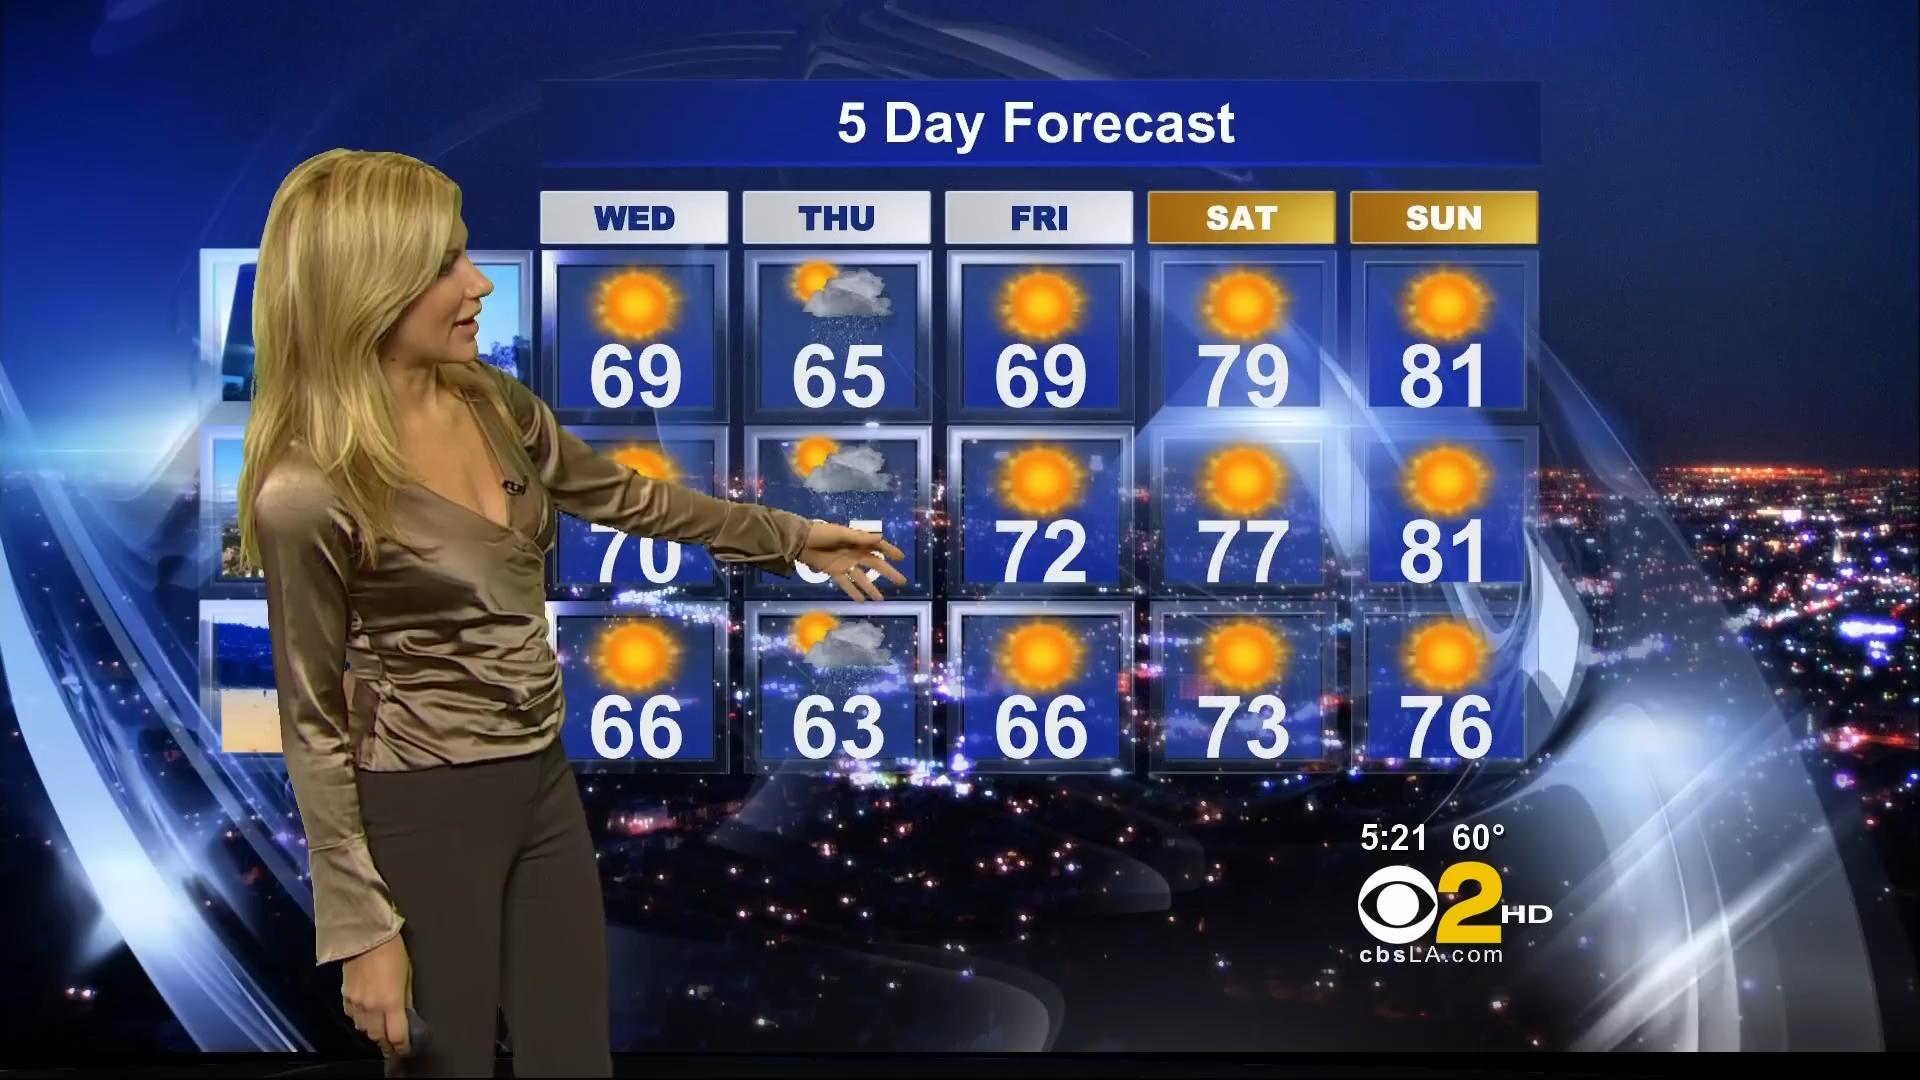 5 Day Forecast
WED THU FRI SAT SUN
69 65 69 79 81
70 72 77 81
66 63 66 73 76
5:21 60°
2 HD
cbsLA.com